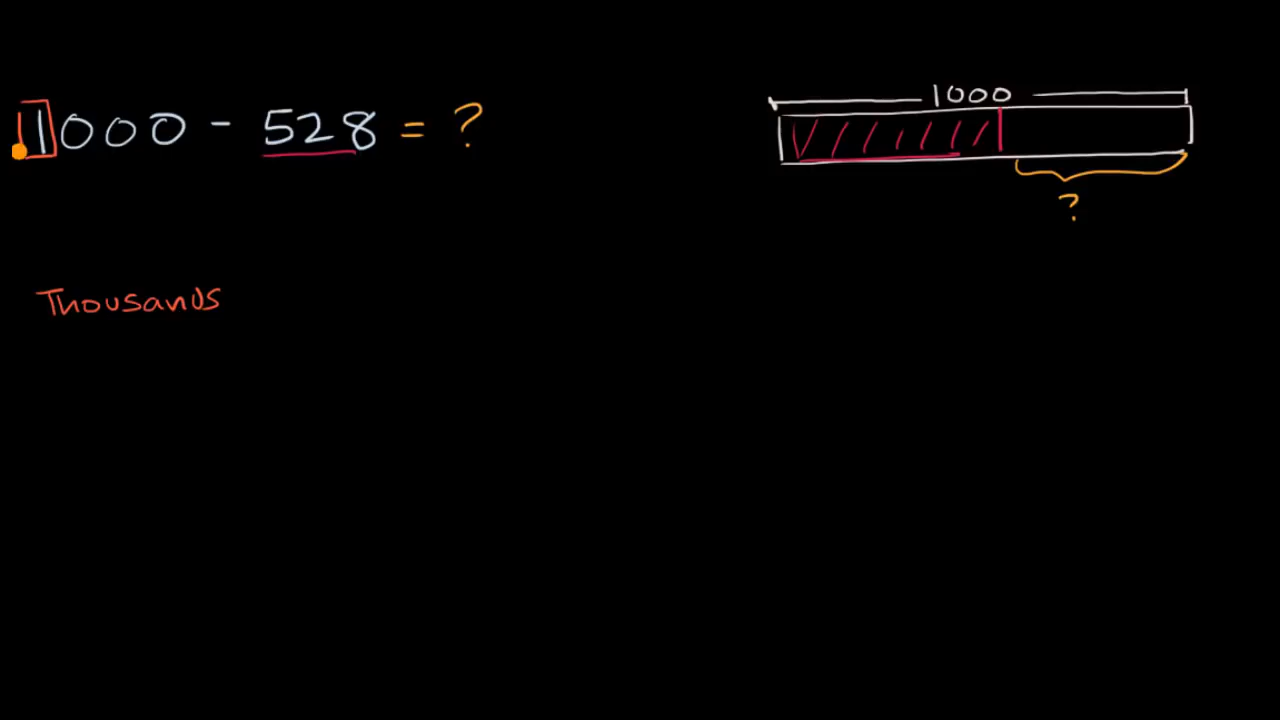 1000 - 528 = ?
1000
?
Thousands